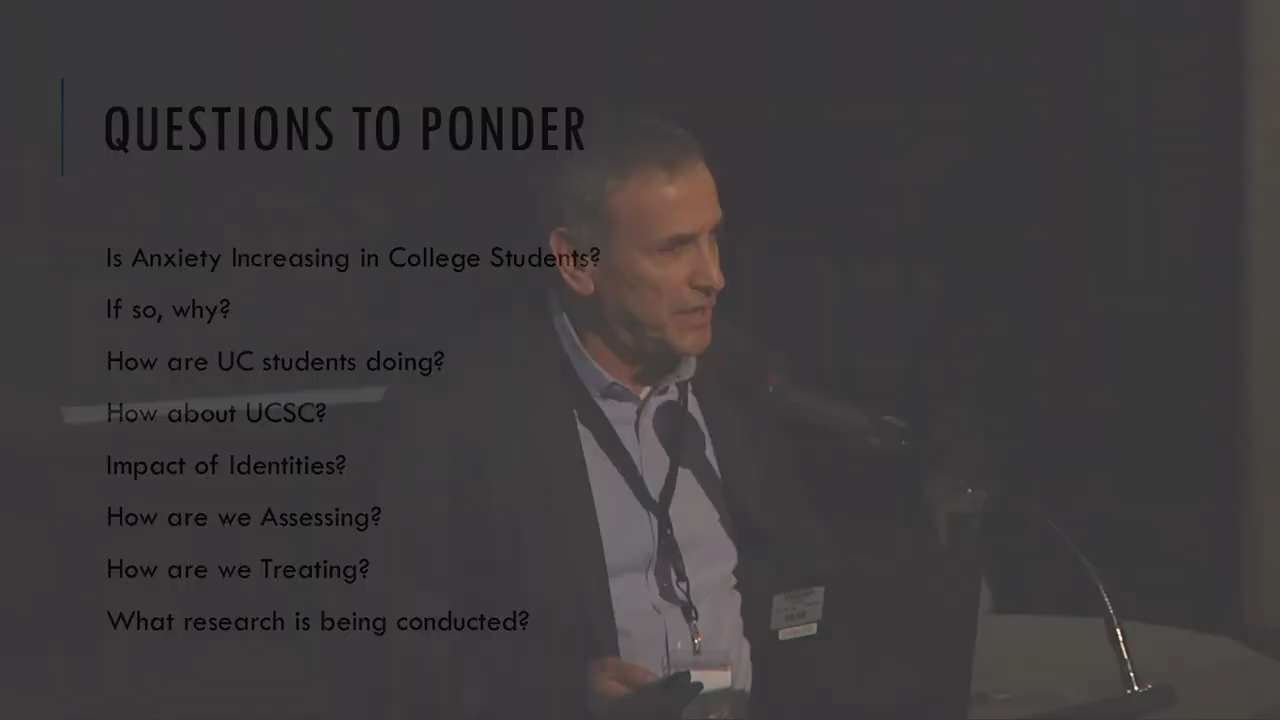 QUESTIONS TO PONDER
Is Anxiety Increasing in College Students?
If so, why?
How are UC students doing?
How about UCSC?
Impact of Identities?
How are we Assessing?
How are we Treating?
What research is being conducted?